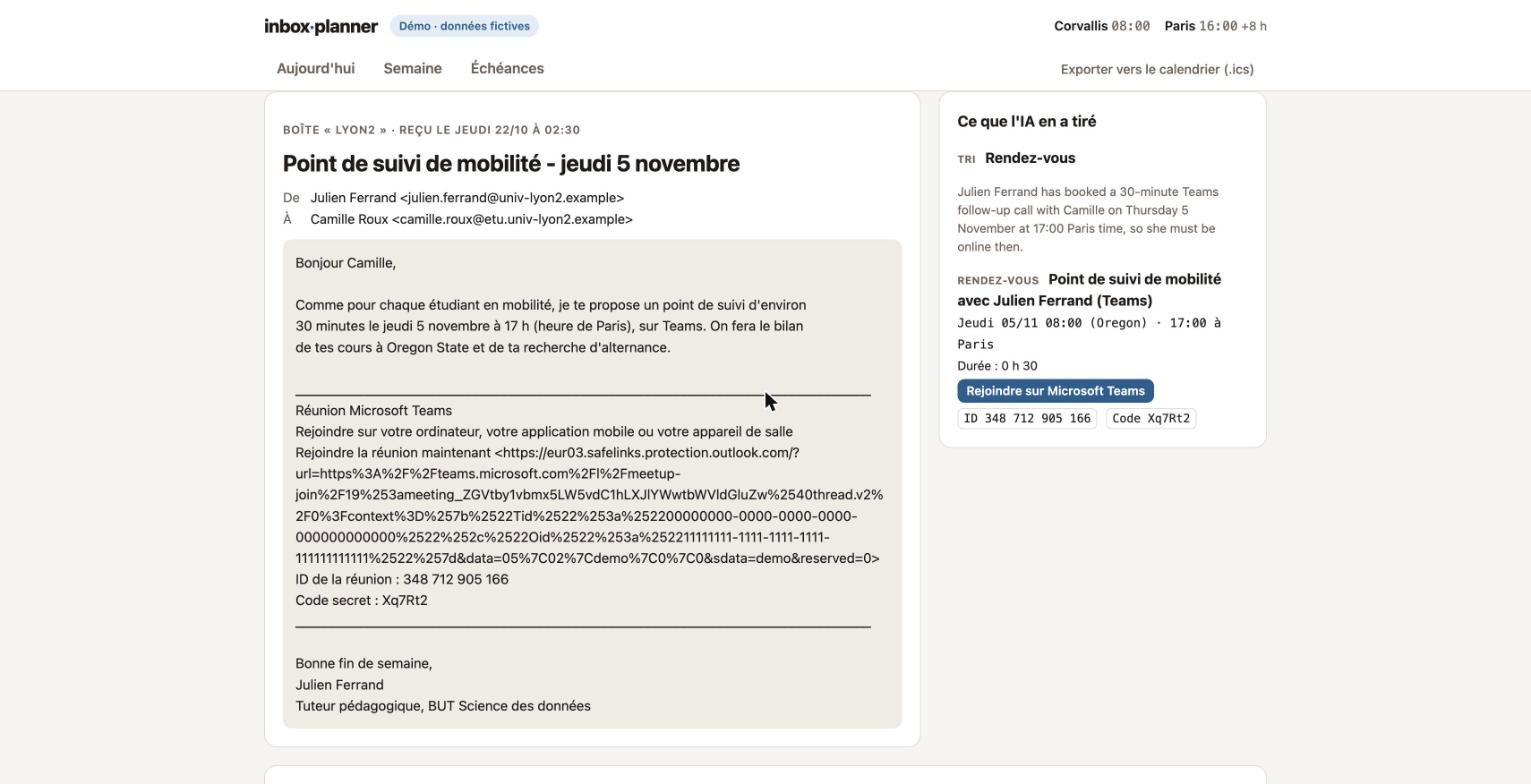 inbox·planner
Démo · données fictives
Corvallis 08:00 Paris 16:00 +8 h
Aujourd'hui Semaine Échéances
Exporter vers le calendrier (.ics)
BOÎTE « LYON2 » · REÇU LE JEUDI 22/10 À 02:30
Point de suivi de mobilité - jeudi 5 novembre
De Julien Ferrand <julien.ferrand@univ-lyon2.example>
À Camille Roux <camille.roux@etu.univ-lyon2.example>
Bonjour Camille,
Comme pour chaque étudiant en mobilité, je te propose un point de suivi d'environ
30 minutes le jeudi 5 novembre à 17 h (heure de Paris), sur Teams. On fera le bilan
de tes cours à Oregon State et de ta recherche d'alternance.
Réunion Microsoft Teams
Rejoindre sur votre ordinateur, votre application mobile ou votre appareil de salle
Rejoindre la réunion maintenant <https://eur03.safelinks.protection.outlook.com/?
url=https%3A%2F%2Fteams.microsoft.com%2Fl%2Fmeetup-
join%2F19%253ameeting_ZGVtby1vbmx5LW5vdC1hLXJlYWwtbWVldGluZw%2540thread.v2%
2F0%3Fcontext%3D%257b%2522Tid%2522%253a%252200000000-0000-0000-0000-
000000000000%2522%252c%2522Oid%2522%253a%252211111111-1111-1111-1111-
111111111111%2522%257d&data=05%7C02%7Cdemo%7C0%7C0&sdata=demo&reserved=0>
ID de la réunion : 348 712 905 166
Code secret : Xq7Rt2
Bonne fin de semaine,
Julien Ferrand
Tuteur pédagogique, BUT Science des données
Ce que l'IA en a tiré
TRI Rendez-vous
Julien Ferrand has booked a 30-minute Teams
follow-up call with Camille on Thursday 5
November at 17:00 Paris time, so she must be
online then.
RENDEZ-VOUS Point de suivi de mobilité
avec Julien Ferrand (Teams)
Jeudi 05/11 08:00 (Oregon) · 17:00 à
Paris
Durée : 0 h 30
Rejoindre sur Microsoft Teams
ID 348 712 905 166 Code Xq7Rt2